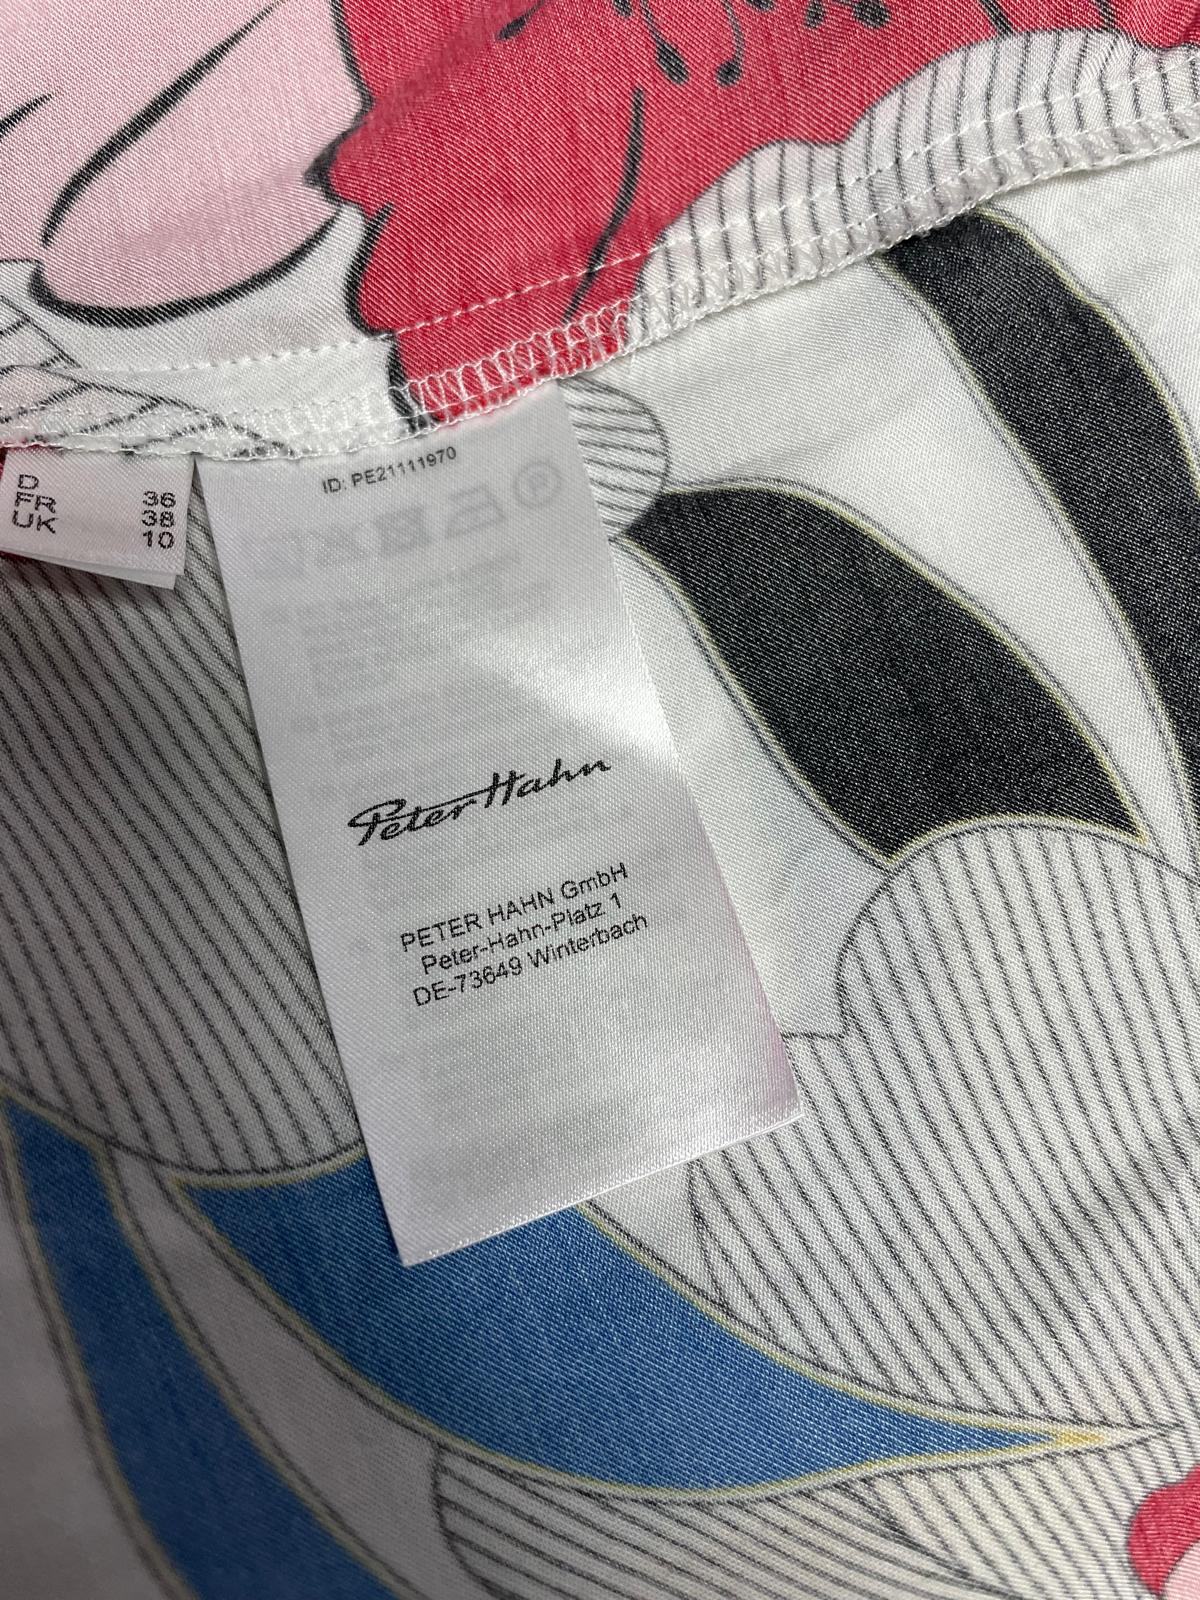 D 36
FR 38
UK 10
ID: PE21111970
Peter Hahn
PETER HAHN GmbH
Peter-Hahn-Platz 1
DE-73649 Winterbach